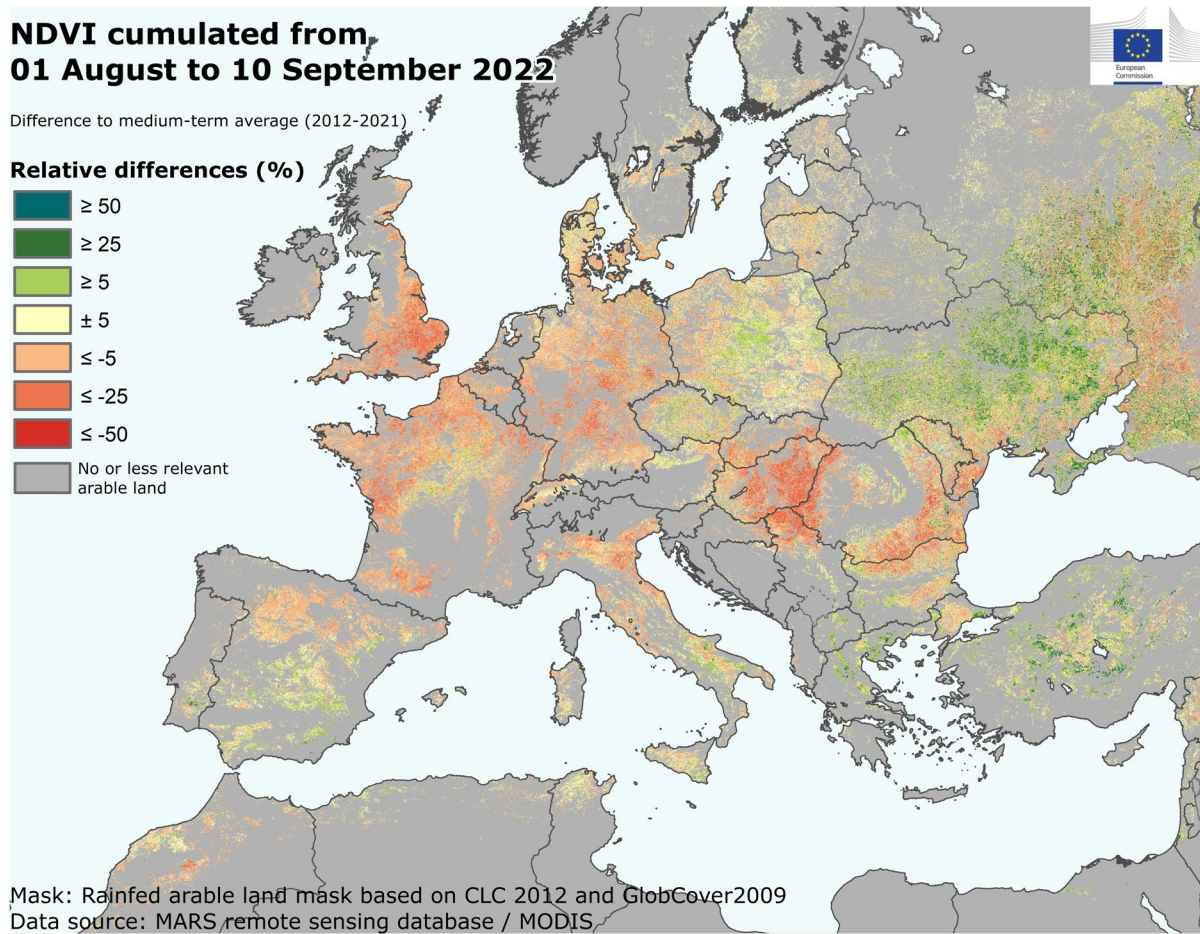 NDVI cumulated from
01 August to 10 September 2022
Difference to medium-term average (2012-2021)
Relative differences (%)
≥ 50
≥ 25
≥ 5
± 5
≤ -5
≤ -25
≤ -50
No or less relevant
arable land
European
Commission
Mask: Rainfed arable land mask based on CLC 2012 and GlobCover2009
Data source: MARS remote sensing database / MODIS